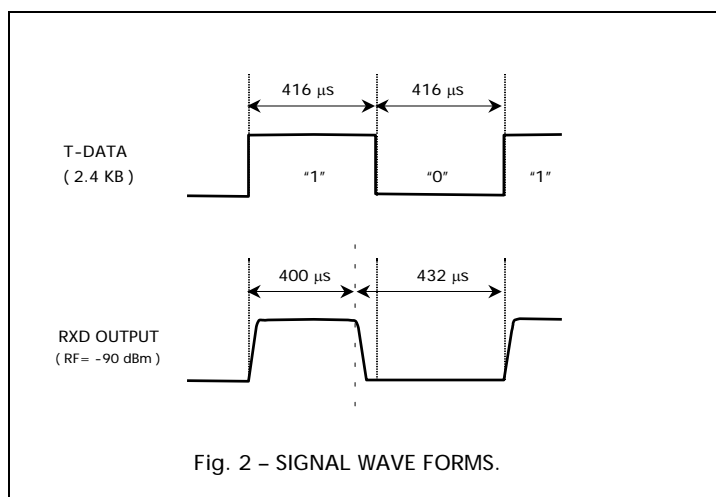 416 μs 416 μs
T-DATA
( 2.4 KB )
"1" "0" "1"
400 μs 432 μs
RXD OUTPUT
( RF= -90 dBm )
Fig. 2 – SIGNAL WAVE FORMS.